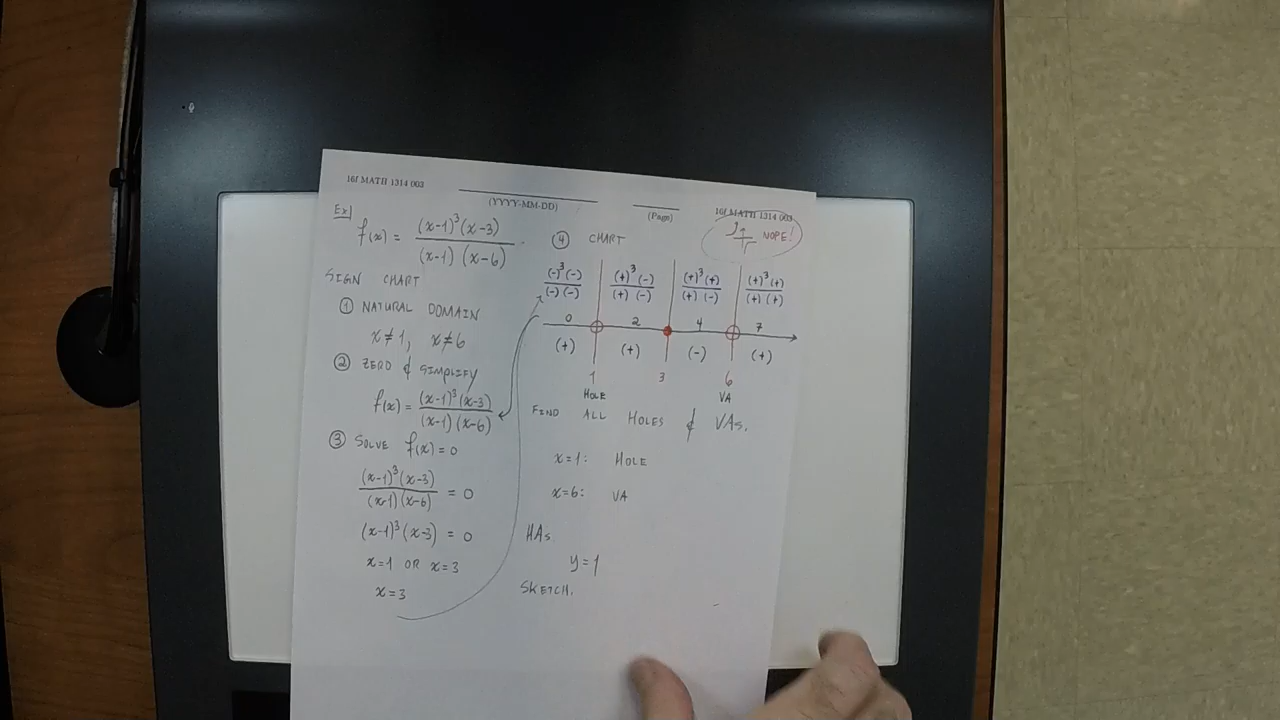 16f MATH 1314 003
(YYYY-MM-DD)
(Page)
16f MATH 1314 003
Ex1
f(x) = (x-1)³(x-3) / (x-1)(x-6)
SIGN CHART
① NATURAL DOMAIN
x≠1, x≠6
② ZERO & SIMPLIFY
f(x) = (x-1)³(x-3) / (x-1)(x-6)
③ SOLVE f(x)=0
(x-1)³(x-3) / (x-1)(x-6) = 0
(x-1)³(x-3) = 0
x=1 OR x=3
x=3
NOPE!
④ CHART
(-)³(-) (+)³(-) (+)³(+) (+)³(+)
(-)(-) (+)(-) (+)(-) (+)(+)
0 2 4 7
(+) (+) (-) (+)
1 3 6
HOLE VA
FIND ALL HOLES & VAs.
x=1: HOLE
x=6: VA
HAs
y=1
SKETCH.